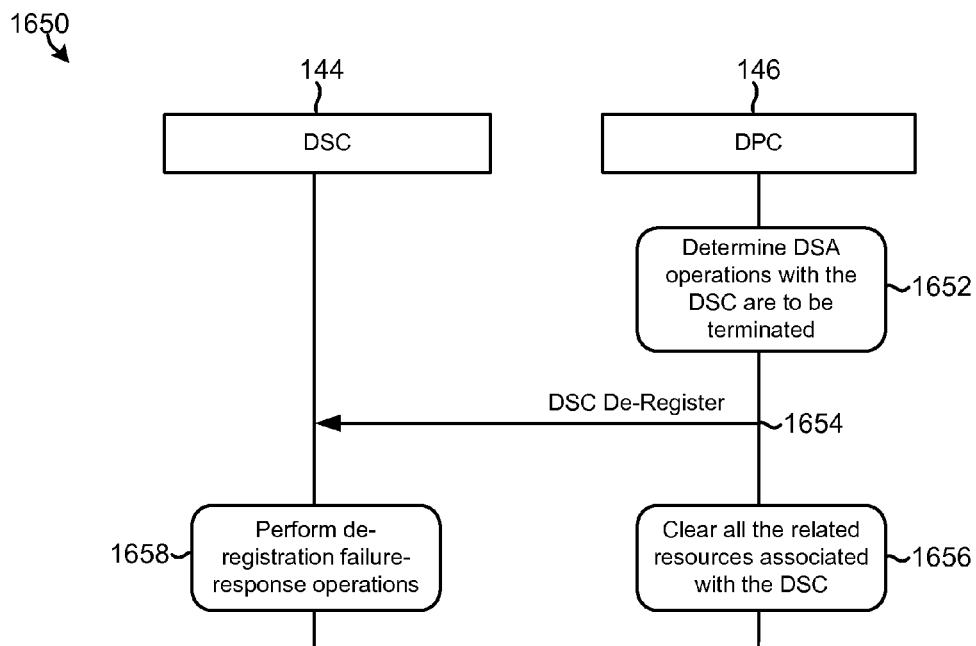 1650
144
146
DSC
DPC
Determine DSA
operations with the
DSC are to be
terminated
1652
DSC De-Register
1654
1658
Perform de-
registration failure-
response operations
Clear all the related
resources associated
with the DSC
1656